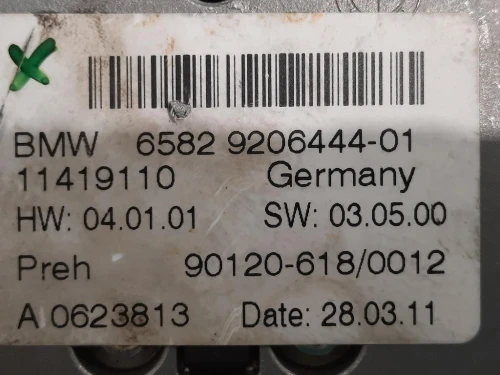 BMW 6582 9206444-01
11419110 Germany
HW: 04.01.01 SW: 03.05.00
Preh 90120-618/0012
A 0623813 Date: 28.03.11